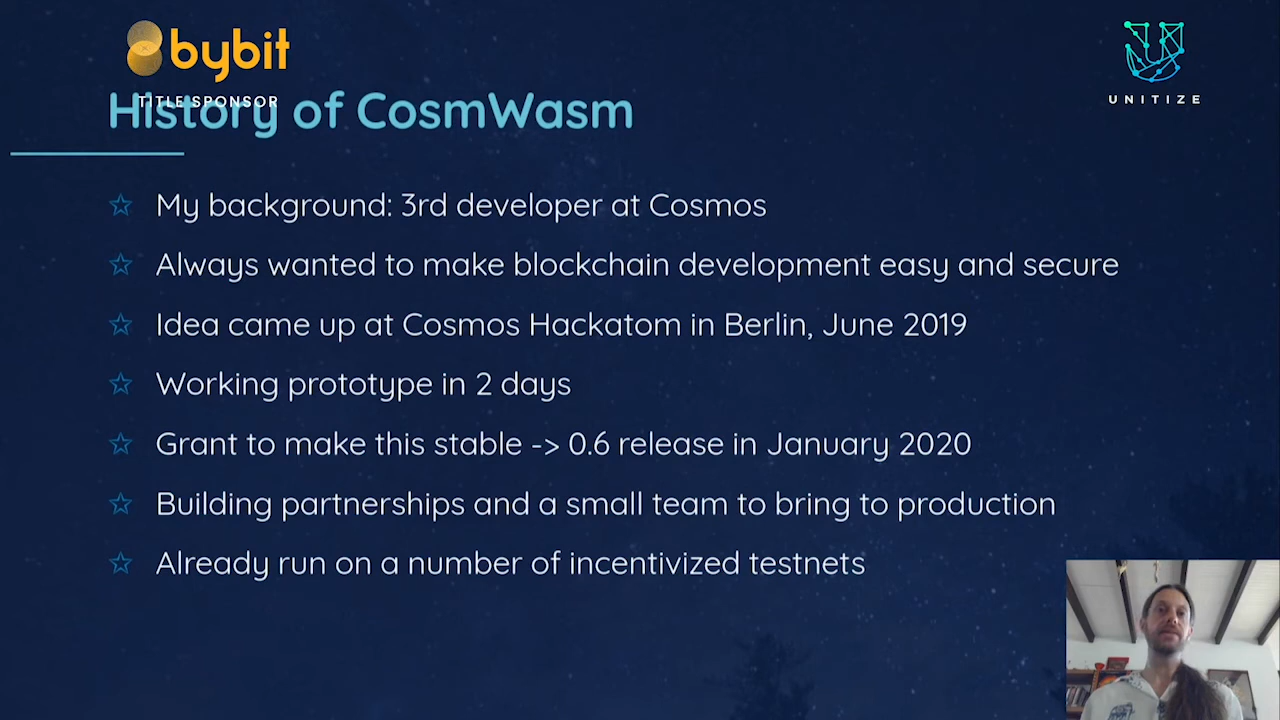 bybit
TITLE SPONSOR
UNITIZE
History of CosmWasm
My background: 3rd developer at Cosmos
Always wanted to make blockchain development easy and secure
Idea came up at Cosmos Hackatom in Berlin, June 2019
Working prototype in 2 days
Grant to make this stable -> 0.6 release in January 2020
Building partnerships and a small team to bring to production
Already run on a number of incentivized testnets